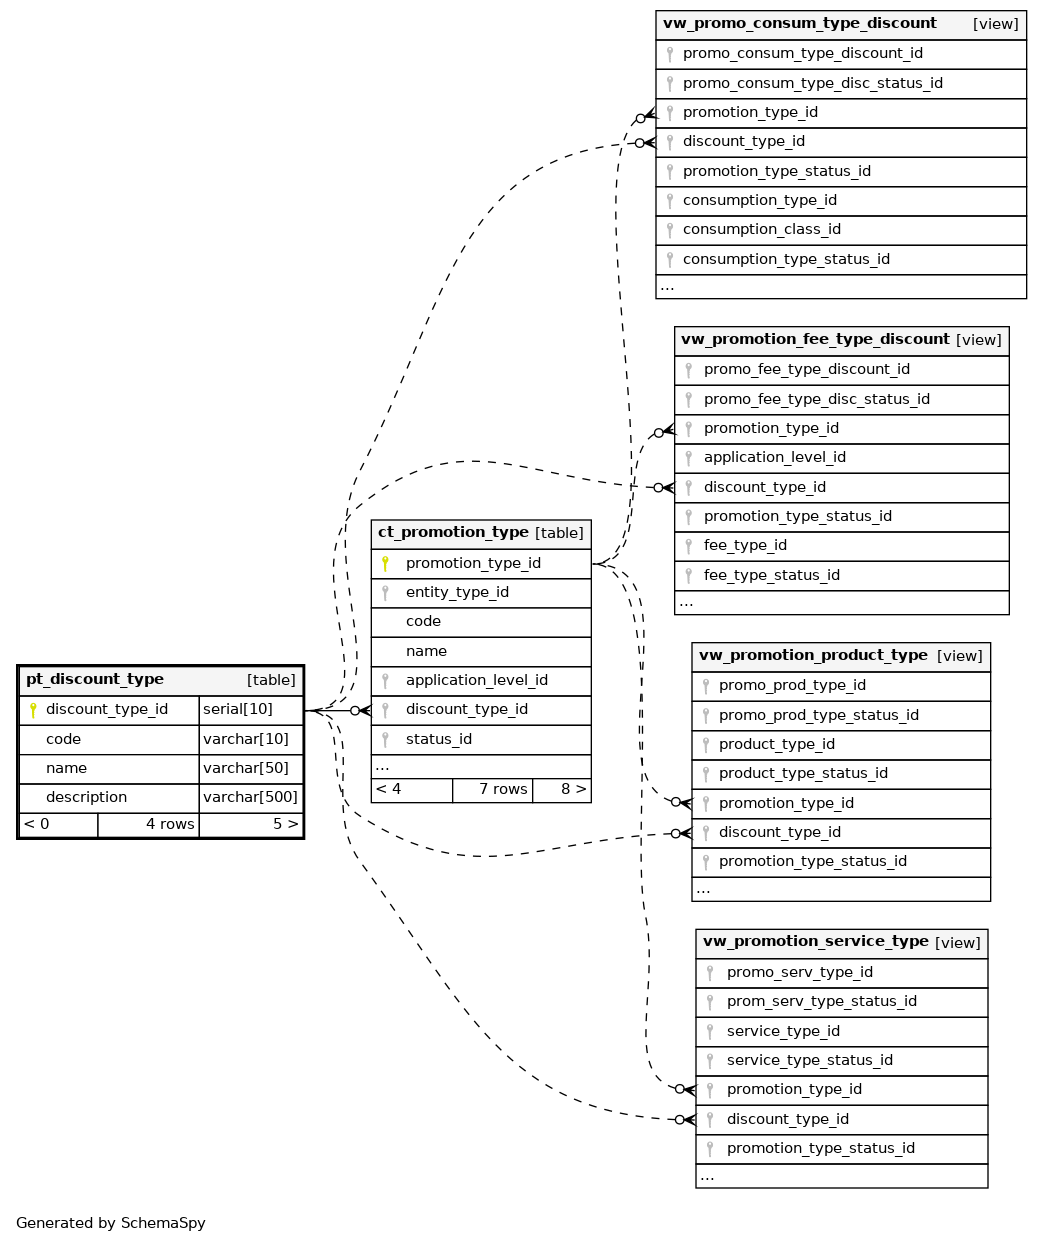 vw_promo_consum_type_discount [view]
promo_consum_type_discount_id
promo_consum_type_disc_status_id
promotion_type_id
discount_type_id
promotion_type_status_id
consumption_type_id
consumption_class_id
consumption_type_status_id
...
vw_promotion_fee_type_discount [view]
promo_fee_type_discount_id
promo_fee_type_disc_status_id
promotion_type_id
application_level_id
discount_type_id
promotion_type_status_id
fee_type_id
fee_type_status_id
...
ct_promotion_type [table]
promotion_type_id
entity_type_id
code
name
application_level_id
discount_type_id
status_id
...
< 4 7 rows 8 >
pt_discount_type [table]
discount_type_id serial[10]
code varchar[10]
name varchar[50]
description varchar[500]
< 0 4 rows 5 >
vw_promotion_product_type [view]
promo_prod_type_id
promo_prod_type_status_id
product_type_id
product_type_status_id
promotion_type_id
discount_type_id
promotion_type_status_id
...
vw_promotion_service_type [view]
promo_serv_type_id
prom_serv_type_status_id
service_type_id
service_type_status_id
promotion_type_id
discount_type_id
promotion_type_status_id
...
Generated by SchemaSpy